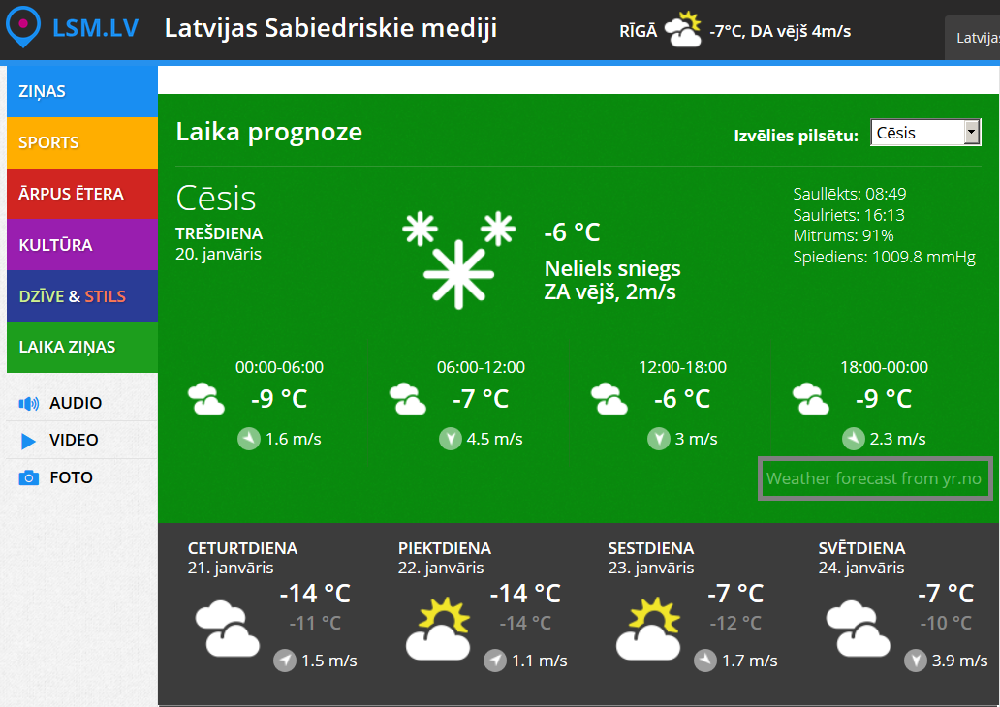 LSM.LV
Latvijas Sabiedriskie mediji
RĪGĀ -7°C, DA vējš 4m/s
Latvijas
ZIŅAS
SPORTS
ĀRPUS ĒTERA
KULTŪRA
DZĪVE & STILS
LAIKA ZIŅAS
AUDIO
VIDEO
FOTO
Laika prognoze
Izvēlies pilsētu: Cēsis
Cēsis
TREŠDIENA
20. janvāris
-6 °C
Neliels sniegs
ZA vējš, 2m/s
Saullēkts: 08:49
Saulriets: 16:13
Mitrums: 91%
Spiediens: 1009.8 mmHg
00:00-06:00
-9 °C
1.6 m/s
06:00-12:00
-7 °C
4.5 m/s
12:00-18:00
-6 °C
3 m/s
18:00-00:00
-9 °C
2.3 m/s
Weather forecast from yr.no
CETURTDIENA
21. janvāris
-14 °C
-11 °C
1.5 m/s
PIEKTDIENA
22. janvāris
-14 °C
-14 °C
1.1 m/s
SESTDIENA
23. janvāris
-7 °C
-12 °C
1.7 m/s
SVĒTDIENA
24. janvāris
-7 °C
-10 °C
3.9 m/s